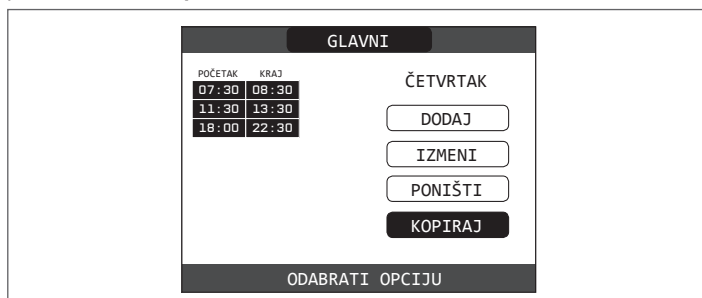 GLAVNI
POČETAK KRAJ
07:30 08:30
11:30 13:30
18:00 22:30
ČETVRTAK
DODAJ
IZMENI
PONIŠTI
KOPIRAJ
ODABRATI OPCIJU